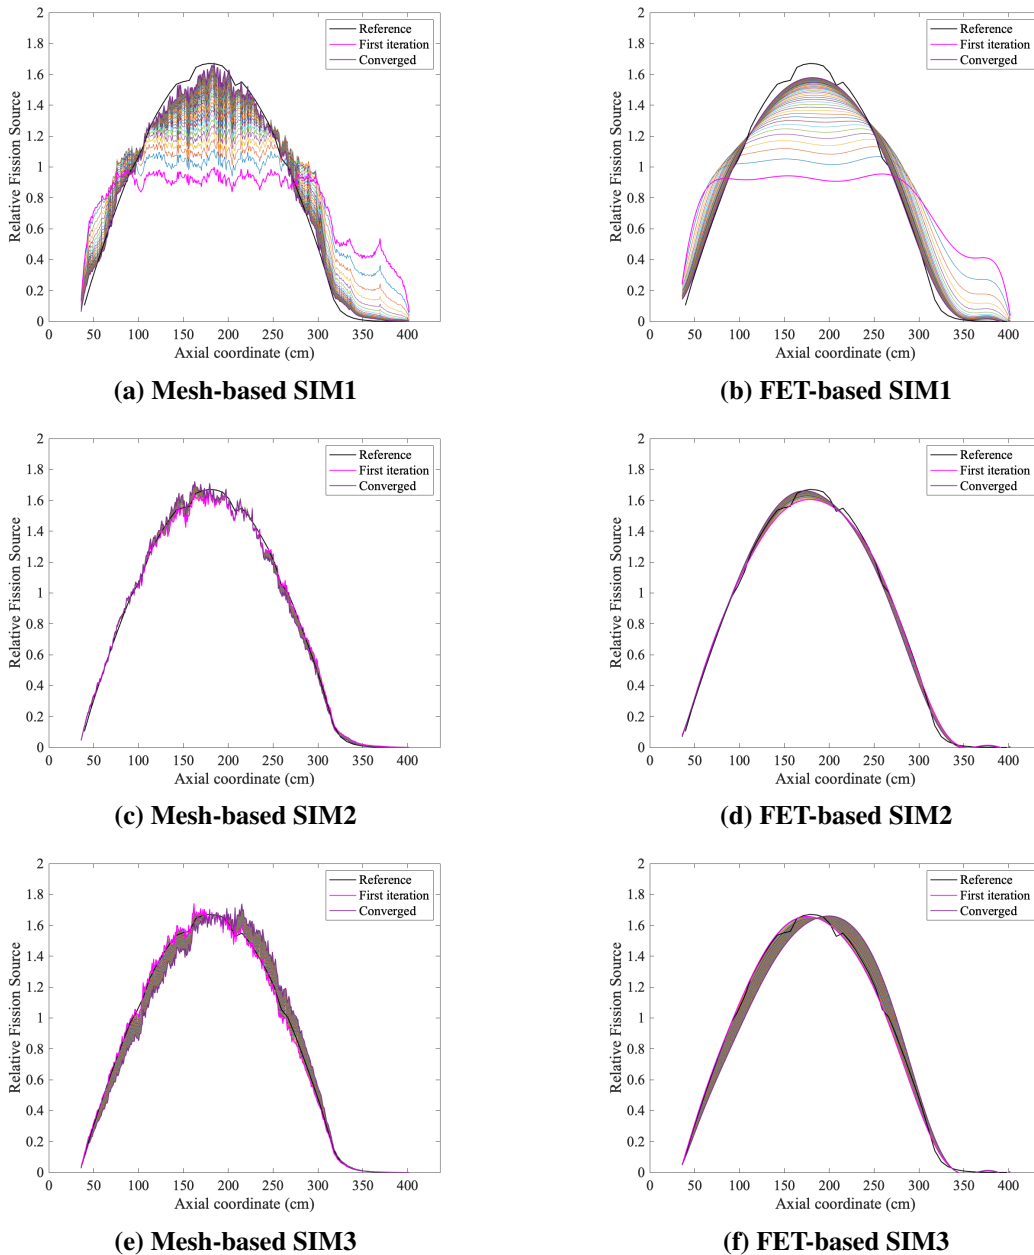 2
1.8
1.6
1.4
1.2
1
0.8
0.6
0.4
0.2
0
0 50 100 150 200 250 300 350 400
Relative Fission Source
Axial coordinate (cm)
Reference
First iteration
Converged
(a) Mesh-based SIM1
2
1.8
1.6
1.4
1.2
1
0.8
0.6
0.4
0.2
0
0 50 100 150 200 250 300 350 400
Relative Fission Source
Axial coordinate (cm)
Reference
First iteration
Converged
(b) FET-based SIM1
2
1.8
1.6
1.4
1.2
1
0.8
0.6
0.4
0.2
0
0 50 100 150 200 250 300 350 400
Relative Fission Source
Axial coordinate (cm)
Reference
First iteration
Converged
(c) Mesh-based SIM2
2
1.8
1.6
1.4
1.2
1
0.8
0.6
0.4
0.2
0
0 50 100 150 200 250 300 350 400
Relative Fission Source
Axial coordinate (cm)
Reference
First iteration
Converged
(d) FET-based SIM2
2
1.8
1.6
1.4
1.2
1
0.8
0.6
0.4
0.2
0
0 50 100 150 200 250 300 350 400
Relative Fission Source
Axial coordinate (cm)
Reference
First iteration
Converged
(e) Mesh-based SIM3
2
1.8
1.6
1.4
1.2
1
0.8
0.6
0.4
0.2
0
0 50 100 150 200 250 300 350 400
Relative Fission Source
Axial coordinate (cm)
Reference
First iteration
Converged
(f) FET-based SIM3